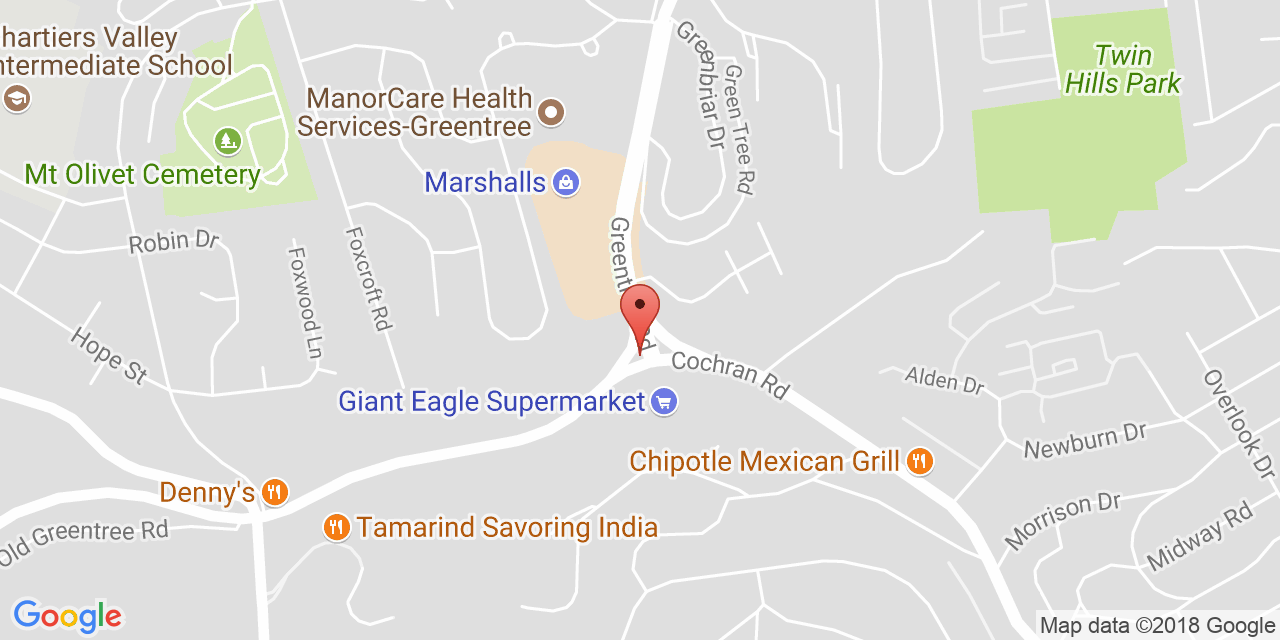 hartiers Valley
ntermediate School
ManorCare Health
Services-Greentree
Mt Olivet Cemetery
Marshalls
Greenbriar Dr
Green Tree Rd
Twin
Hills Park
Robin Dr
Foxwood Ln
Foxcroft Rd
Greent
Rd
Hope St
Cochran Rd
Giant Eagle Supermarket
Alden Dr
Overlook Dr
Newburn Dr
Chipotle Mexican Grill
Denny's
Tamarind Savoring India
Old Greentree Rd
Morrison Dr
Midway Rd
Google
Map data ©2018 Google